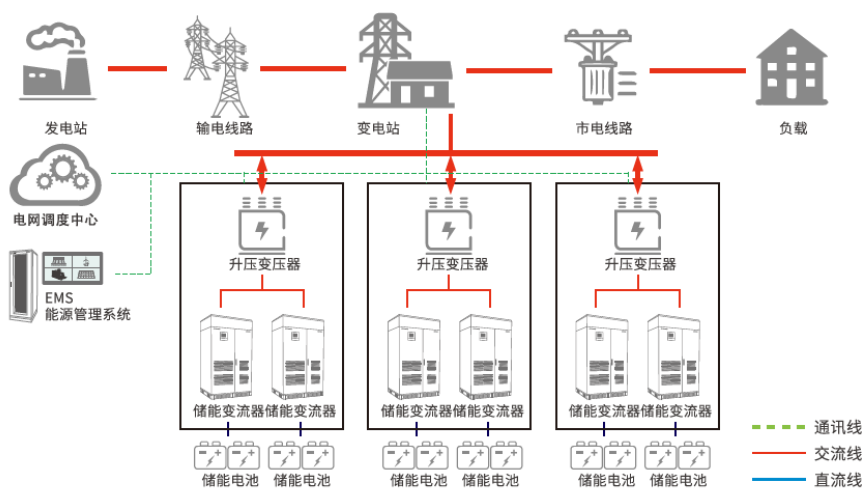 发电站
输电线路
变电站
市电线路
负载
电网调度中心
EMS
能源管理系统
升压变压器
升压变压器
升压变压器
储能变流器
储能变流器
储能变流器
储能变流器
储能变流器
储能变流器
储能电池
储能电池
储能电池
储能电池
储能电池
储能电池
通讯线
交流线
直流线